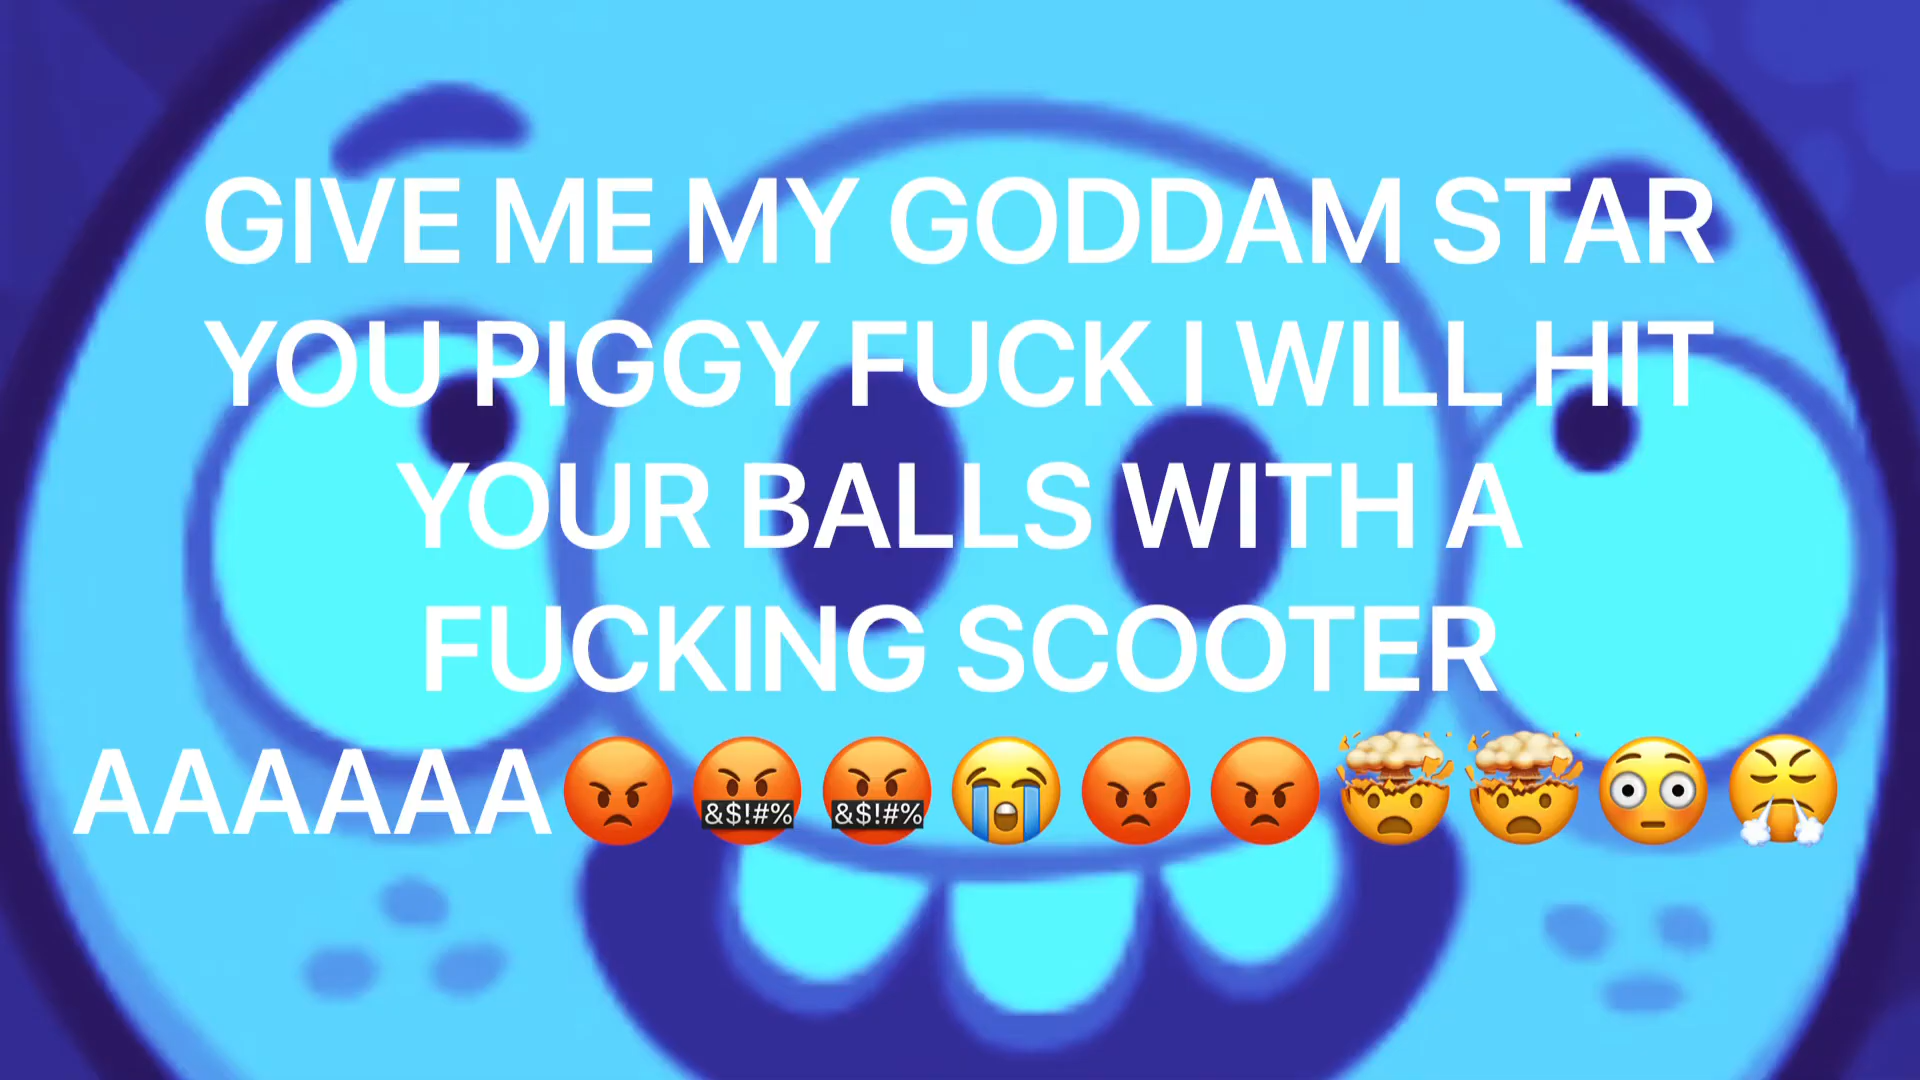 GIVE ME MY GODDAM STAR
YOU PIGGY FUCK I WILL HIT
YOUR BALLS WITH A
FUCKING SCOOTER
AAAAAA😡🤬🤬😭😡😡🤯🤯😳😤